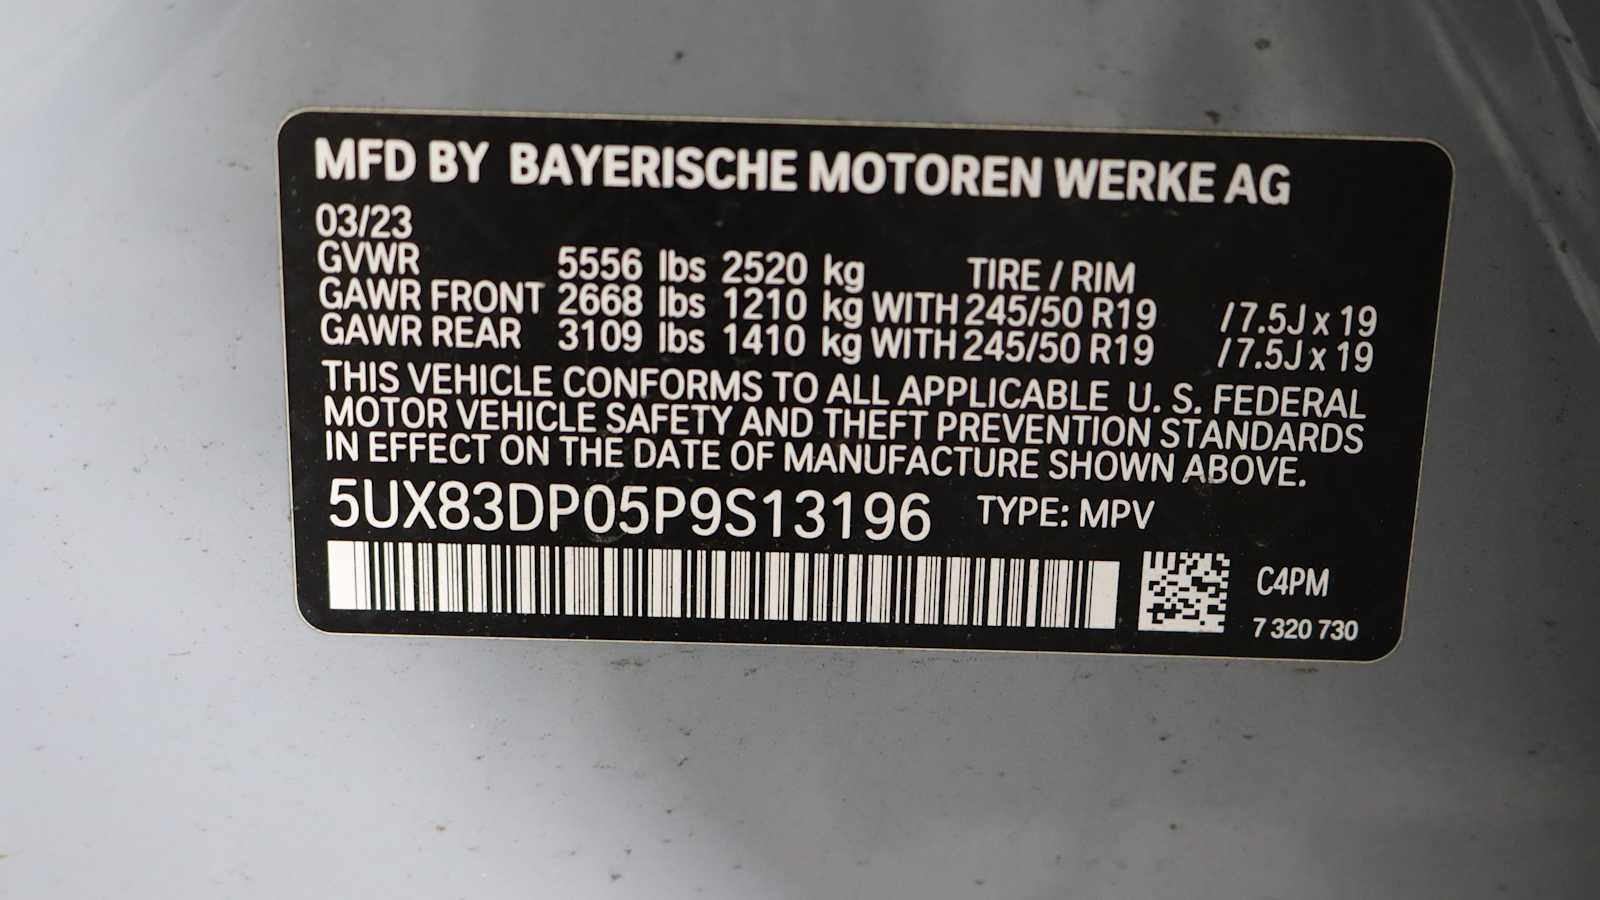 MFD BY BAYERISCHE MOTOREN WERKE AG
03/23
GVWR 5556 lbs 2520 kg TIRE / RIM
GAWR FRONT 2668 lbs 1210 kg WITH 245/50 R19 / 7.5J x 19
GAWR REAR 3109 lbs 1410 kg WITH 245/50 R19 / 7.5J x 19
THIS VEHICLE CONFORMS TO ALL APPLICABLE U. S. FEDERAL
MOTOR VEHICLE SAFETY AND THEFT PREVENTION STANDARDS
IN EFFECT ON THE DATE OF MANUFACTURE SHOWN ABOVE.
5UX83DP05P9S13196 TYPE: MPV
C4PM
7 320 730